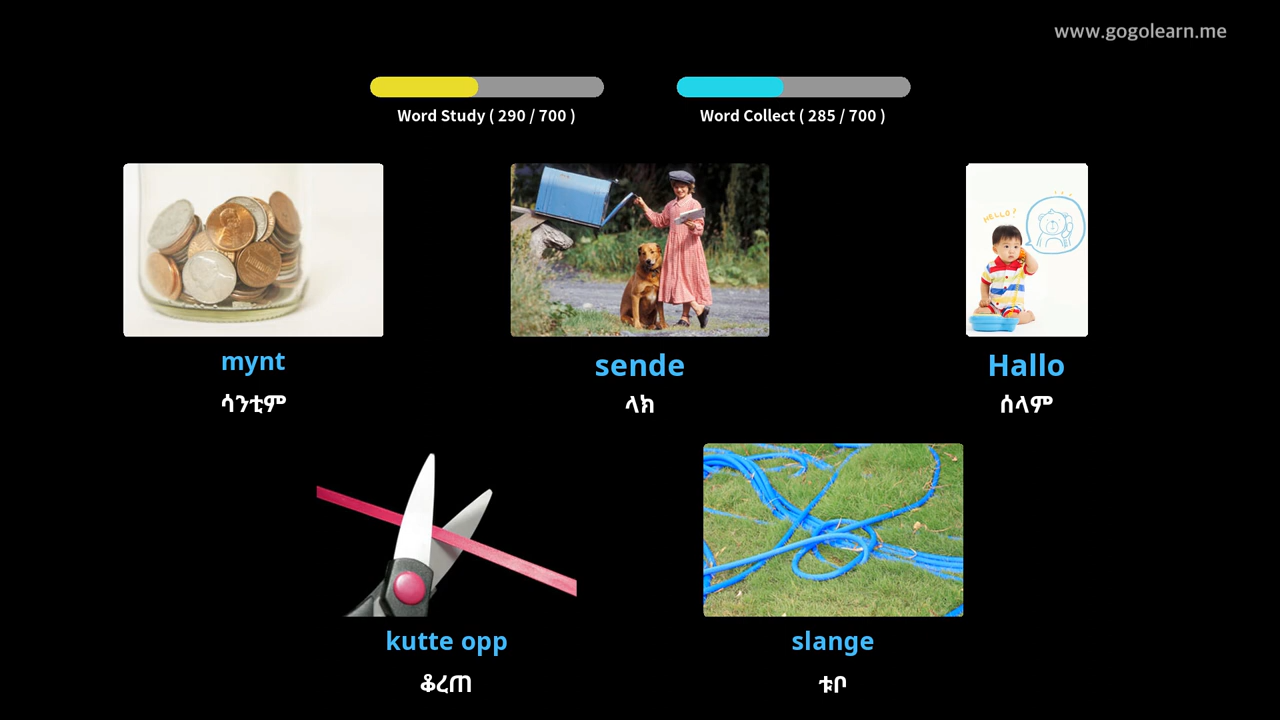 www.gogolearn.me
Word Study ( 290 / 700 )
Word Collect ( 285 / 700 )
HELLO?
mynt
ሳንቲም
sende
ላክ
Hallo
ሰላም
kutte opp
ቆረጠ
slange
ቱቦ